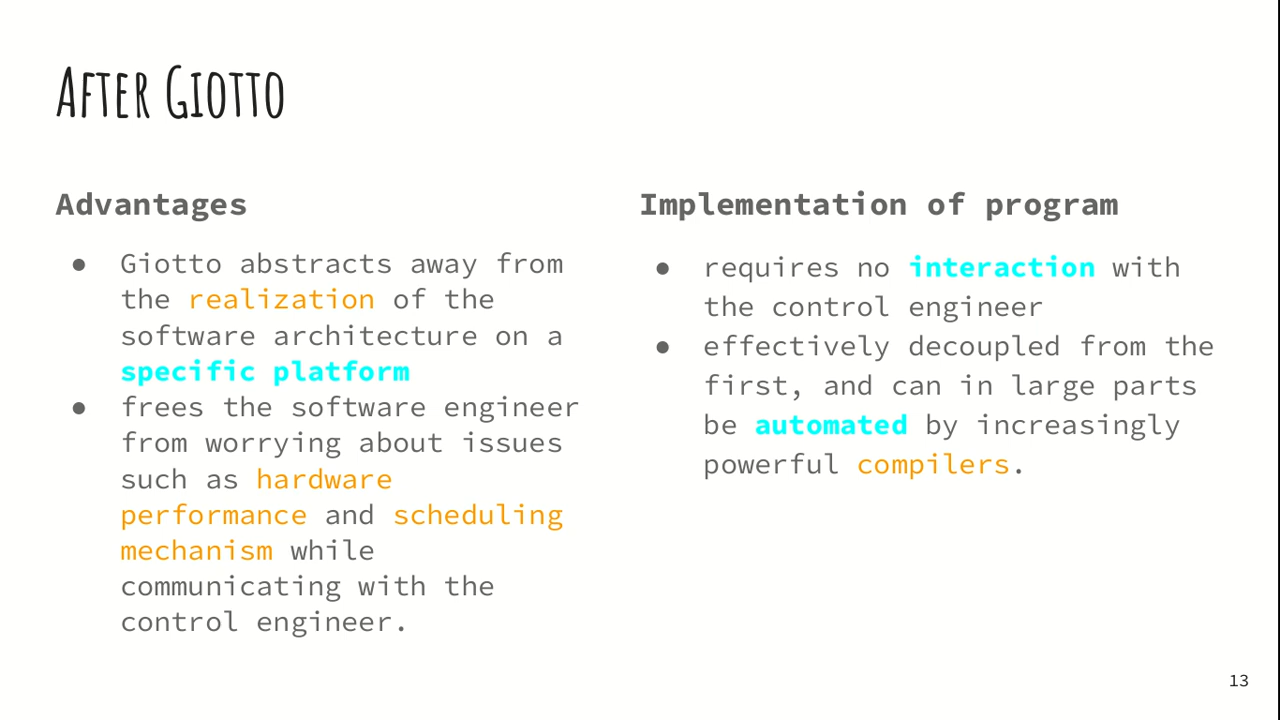 After Giotto
Advantages
● Giotto abstracts away from
the realization of the
software architecture on a
specific platform
● frees the software engineer
from worrying about issues
such as hardware
performance and scheduling
mechanism while
communicating with the
control engineer.
Implementation of program
● requires no interaction with
the control engineer
● effectively decoupled from the
first, and can in large parts
be automated by increasingly
powerful compilers.
13